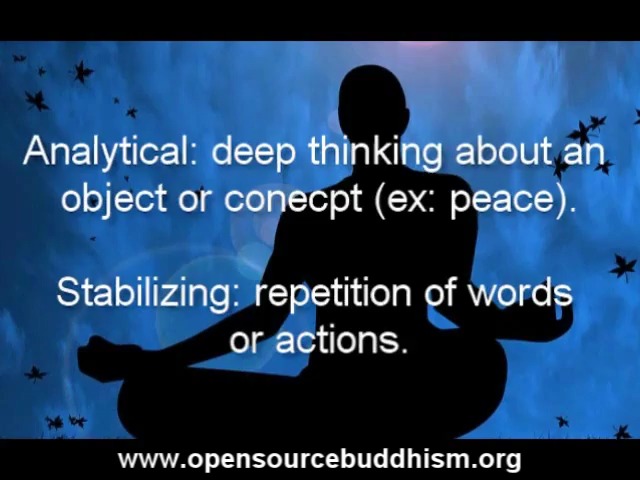 Analytical: deep thinking about an
object or conecpt (ex: peace).
Stabilizing: repetition of words
or actions.
www.opensourcebuddhism.org